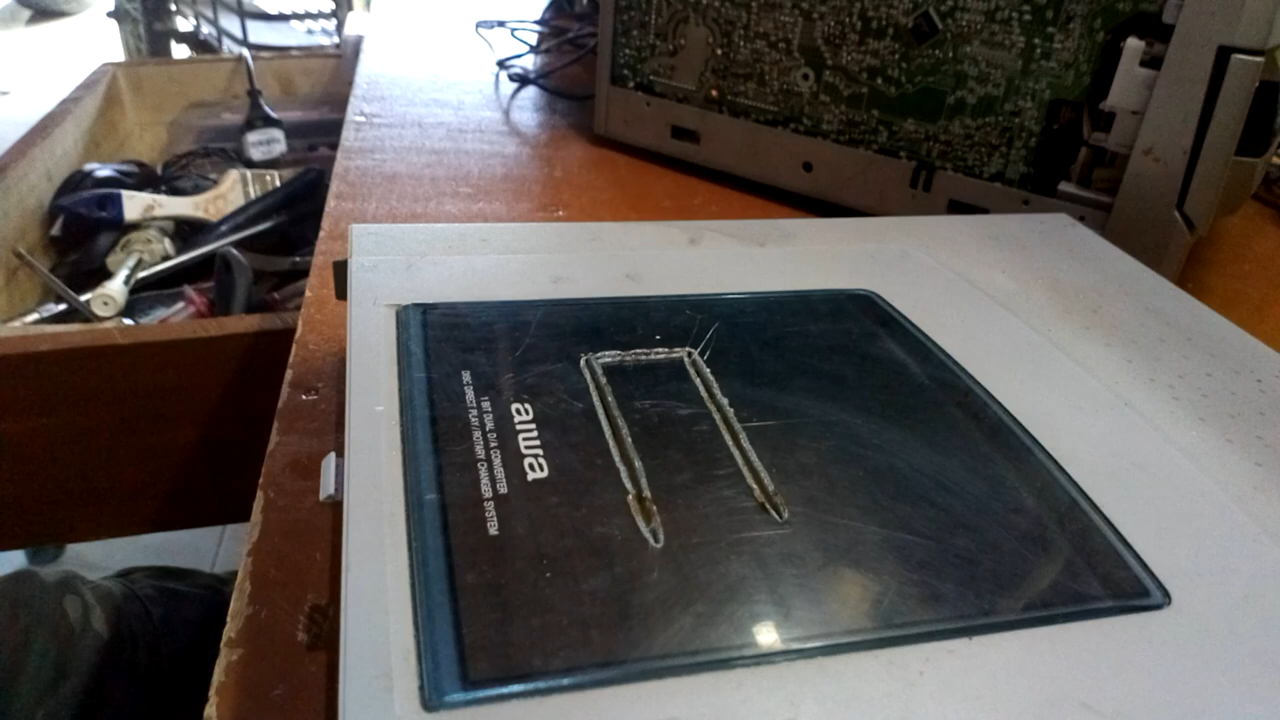 aiwa
1 BIT DUAL D/A CONVERTER
DISC DIRECT PLAY/ROTARY CHANGER SYSTEM